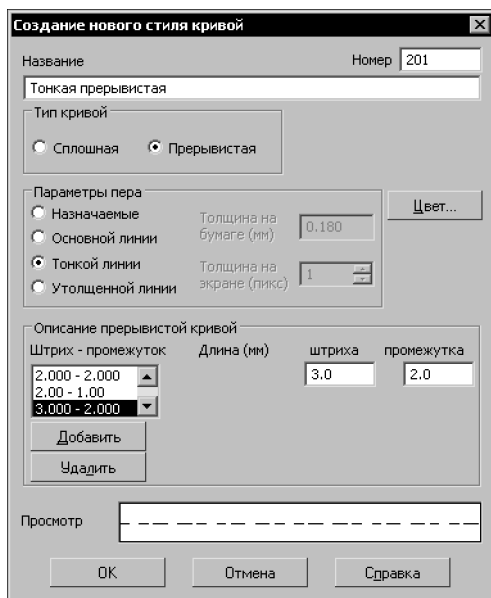 Создание нового стиля кривой
Название
Номер 201
Тонкая прерывистая
Тип кривой
Сплошная Прерывистая
Параметры пера
Назначаемые
Основной линии
Тонкой линии
Утолщенной линии
Толщина на
бумаге (мм)
0.180
Толщина на
экране (пикс)
1
Цвет...
Описание прерывистой кривой
Штрих - промежуток Длина (мм) штриха промежутка
2.000 - 2.000
2.00 - 1.00
3.000 - 2.000
3.0 2.0
Добавить
Удалить
Просмотр
OK Отмена Справка